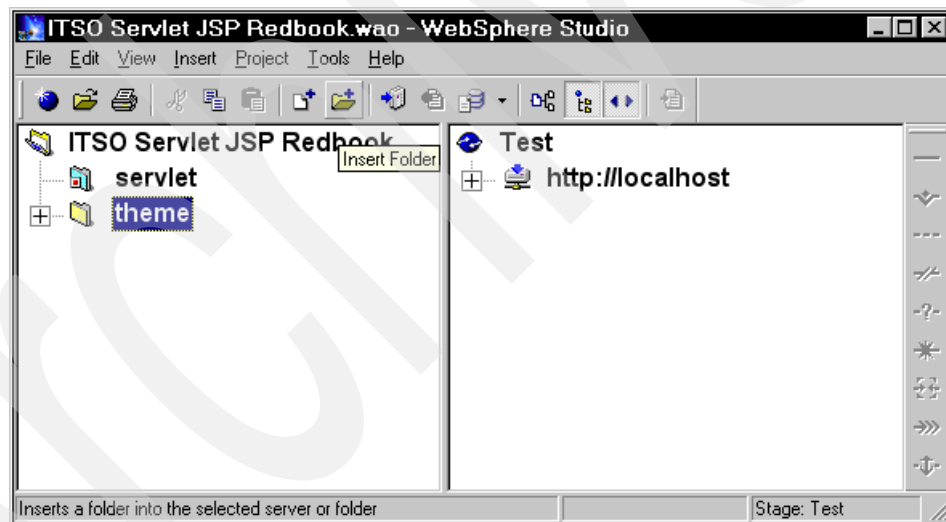 ITSO Servlet JSP Redbook.wao - WebSphere Studio
File Edit View Insert Project Tools Help
ITSO Servlet JSP Redbook
Insert Folder
servlet
theme
Test
http://localhost
Inserts a folder into the selected server or folder
Stage: Test